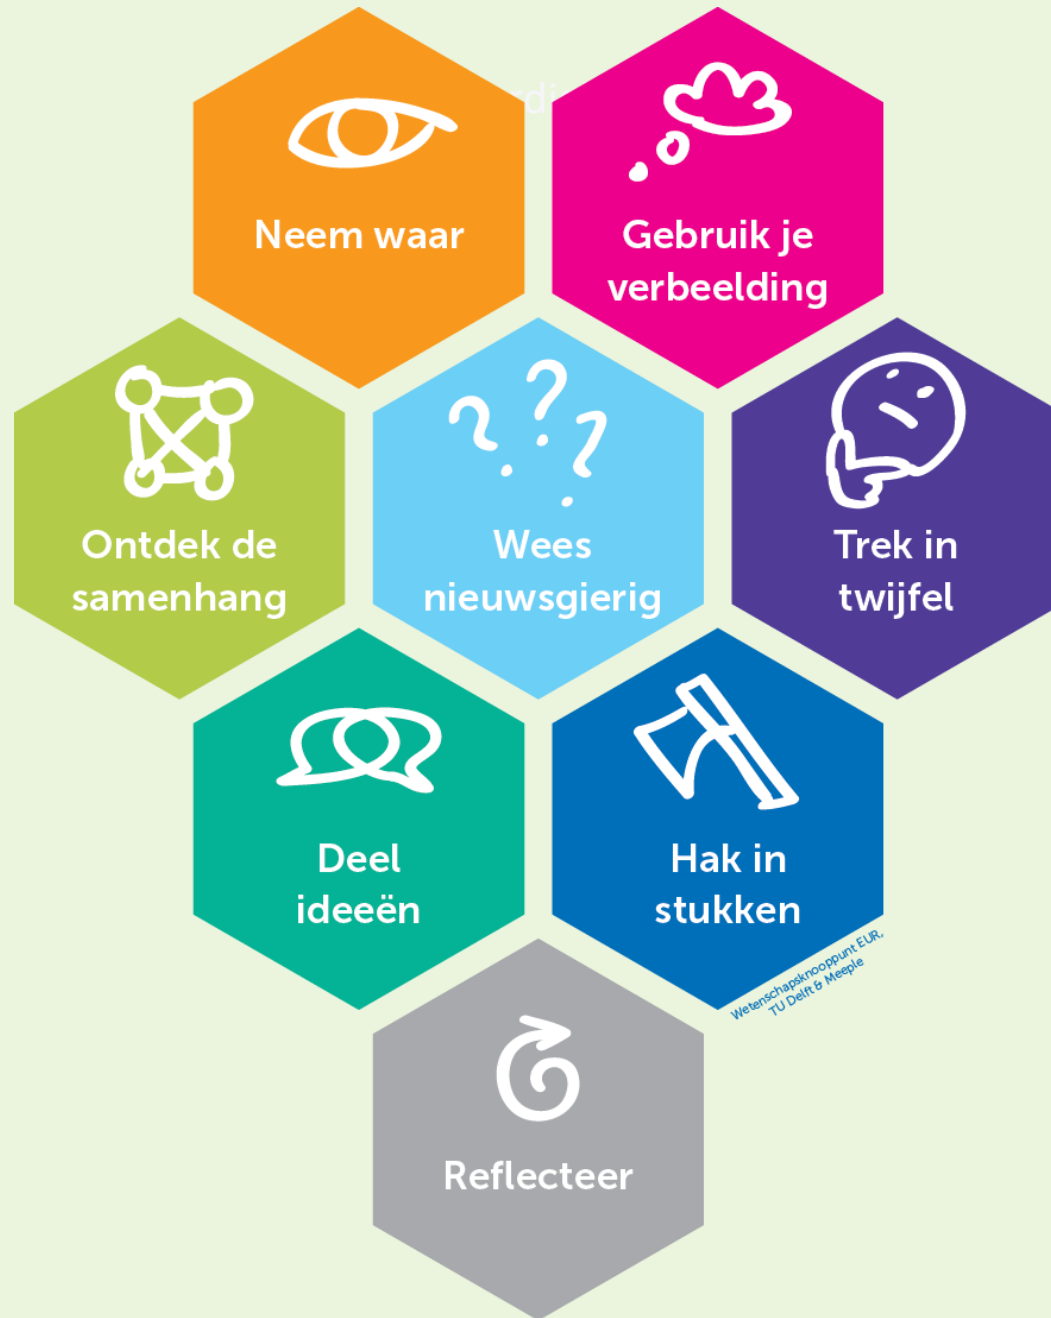 Neem waar
Gebruik je
verbeelding
Ontdek de
samenhang
Wees
nieuwsgierig
Trek in
twijfel
Deel
ideeën
Hak in
stukken
Wetenschapsknooppunt EUR,
TU Delft & Meeple
Reflecteer